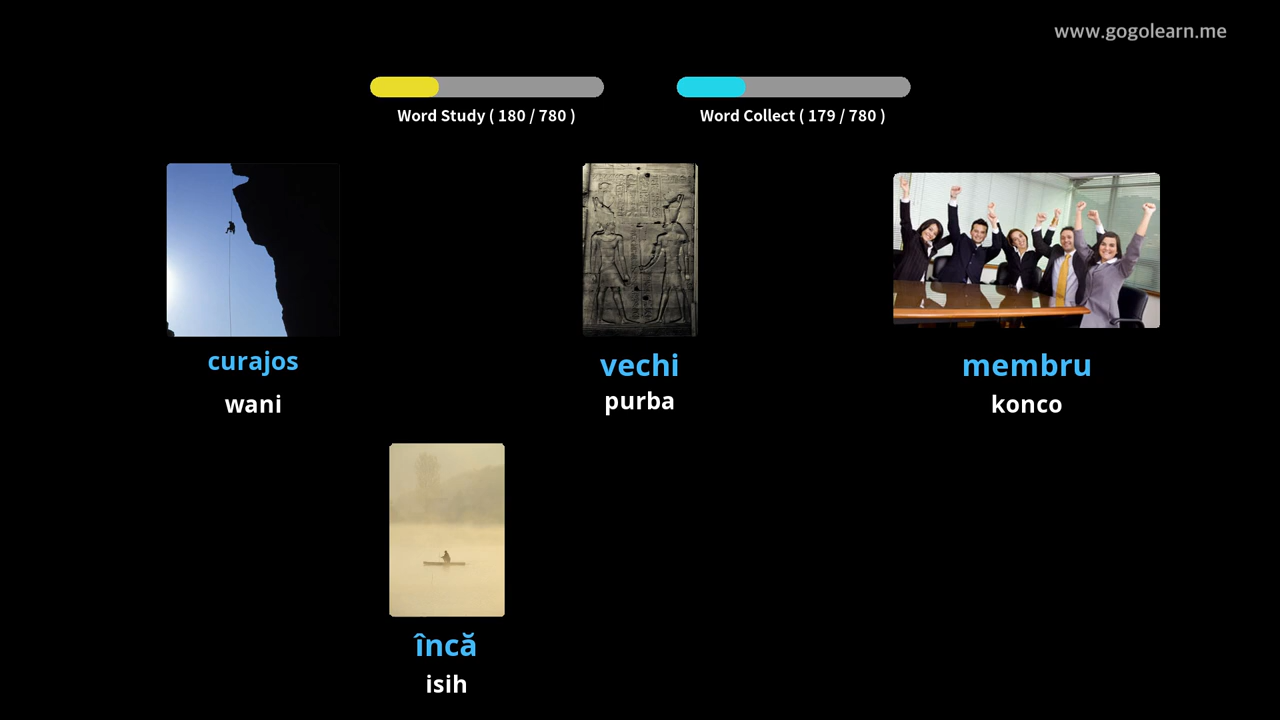 www.gogolearn.me
Word Study ( 180 / 780 )
Word Collect ( 179 / 780 )
curajos
wani
vechi
purba
membru
konco
încă
isih